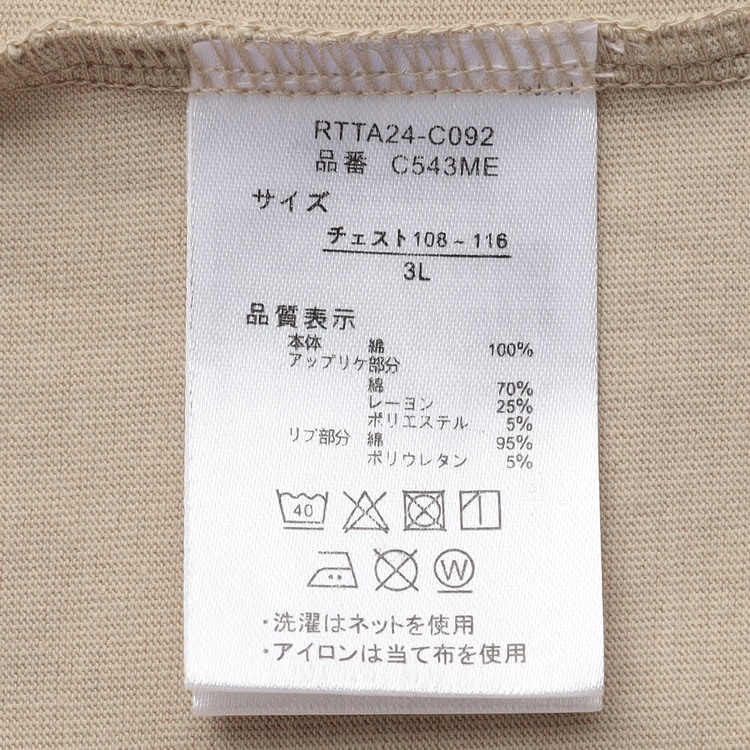 RTTA24-C092
品番 C543ME
サイズ
チェスト108~116
3L
品質表示
本体 綿 100%
アップリケ部分
綿 70%
レーヨン 25%
ポリエステル 5%
リブ部分 綿 95%
ポリウレタン 5%
40
W
・洗濯はネットを使用
・アイロンは当て布を使用